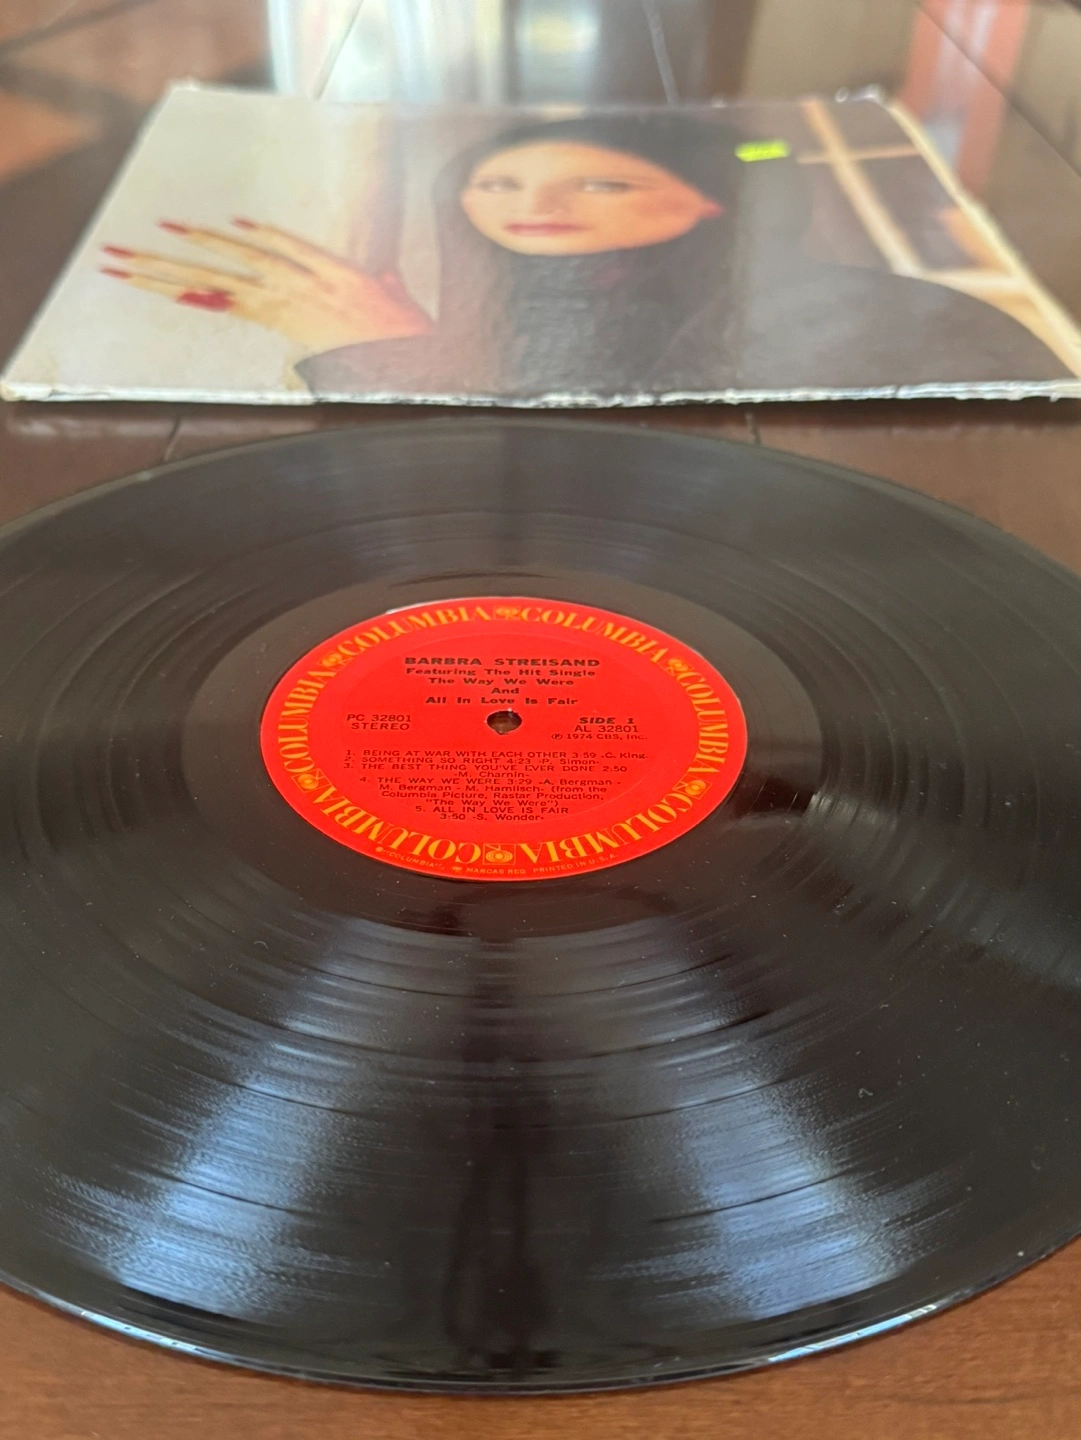 COLUMBIA COLUMBIA COLUMBIA COLUMBIA COLUMBIA COLUMBIA
BARBRA STREISAND
Featuring The Hit Single
The Way We Were
And
All In Love Is Fair
PC 32801
STEREO
SIDE 1
AL 32801
℗ 1974 CBS, Inc.
1. BEING AT WAR WITH EACH OTHER 3:59 -C. King-
2. SOMETHING SO RIGHT 4:23 -P. Simon-
3. THE BEST THING YOU'VE EVER DONE 2:50
-M. Charnin-
4. THE WAY WE WERE 3:29 -A. Bergman -
M. Bergman - M. Hamlisch- (from the
Columbia Picture, Rastar Production,
"The Way We Were")
5. ALL IN LOVE IS FAIR
3:50 -S. Wonder-
"COLUMBIA", MARCAS REG. PRINTED IN U.S.A.